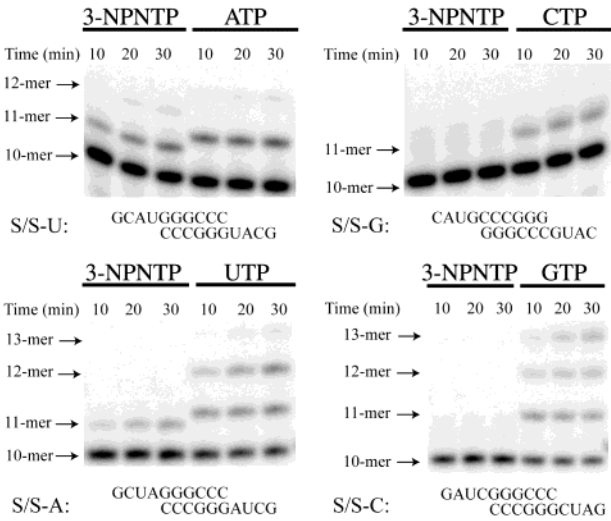 3-NPNTP ATP
Time (min) 10 20 30 10 20 30
12-mer
11-mer
10-mer
S/S-U: GCAUGGGCCC
CCCGGGUACG
3-NPNTP CTP
Time (min) 10 20 30 10 20 30
11-mer
10-mer
S/S-G: CAUGCCCGGG
GGGCCCGUAC
3-NPNTP UTP
Time (min) 10 20 30 10 20 30
13-mer
12-mer
11-mer
10-mer
S/S-A: GCUAGGGCCC
CCCGGGAUCG
3-NPNTP GTP
Time (min) 10 20 30 10 20 30
13-mer
12-mer
11-mer
10-mer
S/S-C: GAUCGGGCCC
CCCGGGCUAG